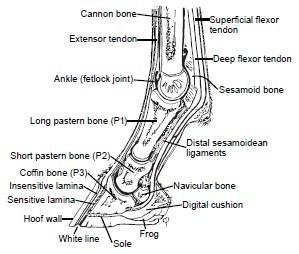 Cannon bone
Superficial flexor
tendon
Extensor tendon
Deep flexor tendon
Ankle (fetlock joint)
Sesamoid bone
Long pastern bone (P1)
Distal sesamoidean
ligaments
Short pastern bone (P2)
Coffin bone (P3)
Insensitive lamina
Navicular bone
Sensitive lamina
Digital cushion
Hoof wall
Frog
White line
Sole